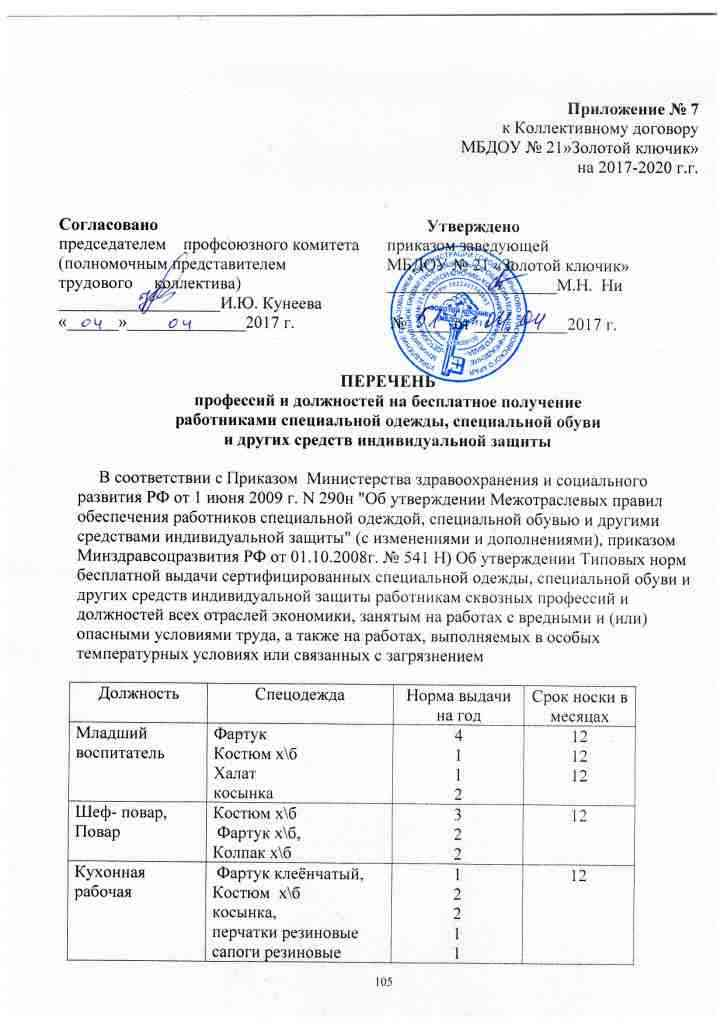 Приложение № 7
к Коллективному договору
МБДОУ № 21»Золотой ключик»
на 2017-2020 г.г.
Согласовано
председателем профсоюзного комитета
(полномочным представителем
трудового коллектива)
____________________И.Ю. Кунеева
«__04__»____04________2017 г.
Утверждено
приказом заведующей
МБДОУ № 21 «Золотой ключик»
____________________М.Н. Ни
№ 51 от 04.04 2017 г.
ПЕРЕЧЕНЬ
профессий и должностей на бесплатное получение
работниками специальной одежды, специальной обуви
и других средств индивидуальной защиты
В соответствии с Приказом Министерства здравоохранения и социального
развития РФ от 1 июня 2009 г. N 290н "Об утверждении Межотраслевых правил
обеспечения работников специальной одеждой, специальной обувью и другими
средствами индивидуальной защиты" (с изменениями и дополнениями), приказом
Минздравсоцразвития РФ от 01.10.2008г. № 541 Н) Об утверждении Типовых норм
бесплатной выдачи сертифицированных специальной одежды, специальной обуви и
других средств индивидуальной защиты работникам сквозных профессий и
должностей всех отраслей экономики, занятым на работах с вредными и (или)
опасными условиями труда, а также на работах, выполняемых в особых
температурных условиях или связанных с загрязнением
Должность Спецодежда Норма выдачи на год Срок носки в месяцах
Младший Фартук 4 12
воспитатель Костюм х\б 1 12
Халат 1 12
косынка 2
Шеф- повар, Костюм х\б 3 12
Повар Фартук х\б, 2
Колпак х\б 2
Кухонная Фартук клеёнчатый, 1 12
рабочая Костюм х\б 2
косынка, 2
перчатки резиновые 1
сапоги резиновые 1
105